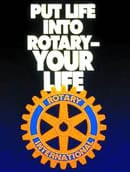 PUT LIFE
INTO
ROTARY–
YOUR
LIFE
ROTARY
INTERNATIONAL